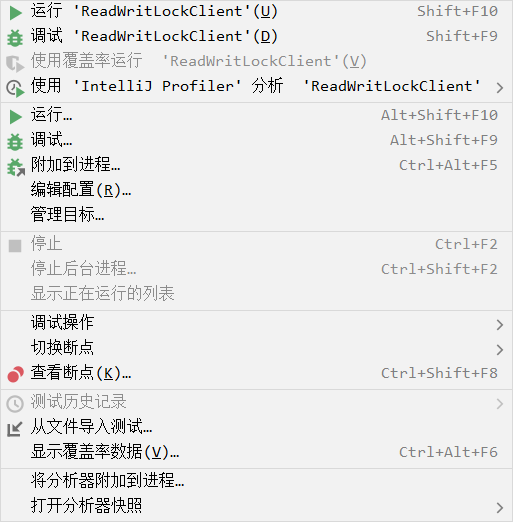 运行 'ReadWritLockClient'(U) Shift+F10
调试 'ReadWritLockClient'(D) Shift+F9
使用覆盖率运行 'ReadWritLockClient'(V)
使用 'IntelliJ Profiler' 分析 'ReadWritLockClient'
运行… Alt+Shift+F10
调试… Alt+Shift+F9
附加到进程… Ctrl+Alt+F5
编辑配置(R)…
管理目标…
停止 Ctrl+F2
停止后台进程… Ctrl+Shift+F2
显示正在运行的列表
调试操作
切换断点
查看断点(K)… Ctrl+Shift+F8
测试历史记录
从文件导入测试…
显示覆盖率数据(V)… Ctrl+Alt+F6
将分析器附加到进程…
打开分析器快照